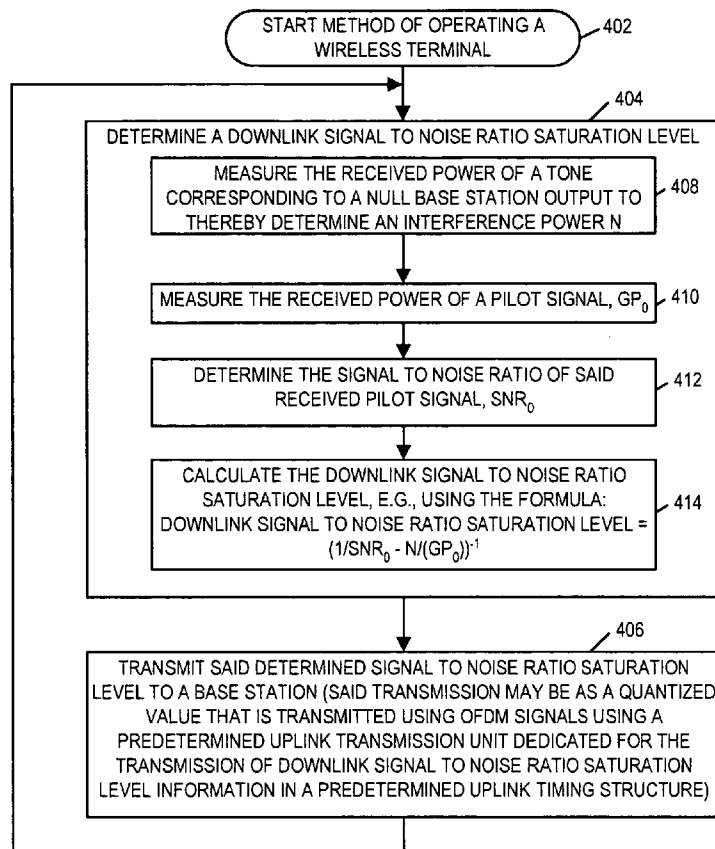 START METHOD OF OPERATING A
WIRELESS TERMINAL
402
404
DETERMINE A DOWNLINK SIGNAL TO NOISE RATIO SATURATION LEVEL
MEASURE THE RECEIVED POWER OF A TONE
CORRESPONDING TO A NULL BASE STATION OUTPUT TO
THEREBY DETERMINE AN INTERFERENCE POWER N
408
MEASURE THE RECEIVED POWER OF A PILOT SIGNAL, GP₀
410
DETERMINE THE SIGNAL TO NOISE RATIO OF SAID
RECEIVED PILOT SIGNAL, SNR₀
412
CALCULATE THE DOWNLINK SIGNAL TO NOISE RATIO
SATURATION LEVEL, E.G., USING THE FORMULA:
DOWNLINK SIGNAL TO NOISE RATIO SATURATION LEVEL =
(1/SNR₀ - N/(GP₀))⁻¹
414
406
TRANSMIT SAID DETERMINED SIGNAL TO NOISE RATIO SATURATION
LEVEL TO A BASE STATION (SAID TRANSMISSION MAY BE AS A QUANTIZED
VALUE THAT IS TRANSMITTED USING OFDM SIGNALS USING A
PREDETERMINED UPLINK TRANSMISSION UNIT DEDICATED FOR THE
TRANSMISSION OF DOWNLINK SIGNAL TO NOISE RATIO SATURATION
LEVEL INFORMATION IN A PREDETERMINED UPLINK TIMING STRUCTURE)